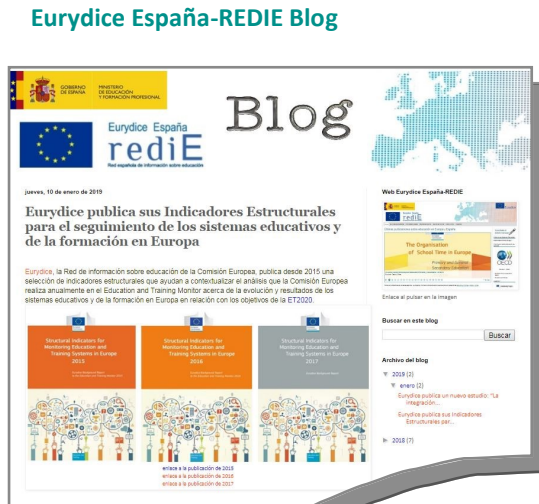 Eurydice España-REDIE Blog
GOBIERNO
DE ESPAÑA
MINISTERIO
DE EDUCACIÓN
Y FORMACIÓN PROFESIONAL
Blog
Eurydice España
rediE
Red española de información sobre educación
jueves, 10 de enero de 2019
Eurydice publica sus Indicadores Estructurales
para el seguimiento de los sistemas educativos y
de la formación en Europa
Eurydice, la Red de información sobre educación de la Comisión Europea, publica desde 2015 una
selección de indicadores estructurales que ayudan a contextualizar el análisis que la Comisión Europea
realiza anualmente en el Education and Training Monitor acerca de la evolución y resultados de los
sistemas educativos y de la formación en Europa en relación con los objetivos de la ET2020.
Structural Indicators for
Monitoring Education and
Training Systems in Europe
2015
Structural Indicators for
Monitoring Education and
Training Systems in Europe
2016
Structural Indicators for
Monitoring Education and
Training Systems in Europe
2017
enlace a la publicación de 2015
enlace a la publicación de 2016
enlace a la publicación de 2017
Web Eurydice España-REDIE
rediE
The Organisation
of School Time in Europe
OECD
Enlace al pulsar en la imagen
Buscar en este blog
Buscar
Archivo del blog
▼ 2019 (2)
▼ enero (2)
Eurydice publica un nuevo estudio: "La
integración...
Eurydice publica sus Indicadores
Estructurales par...
► 2018 (7)